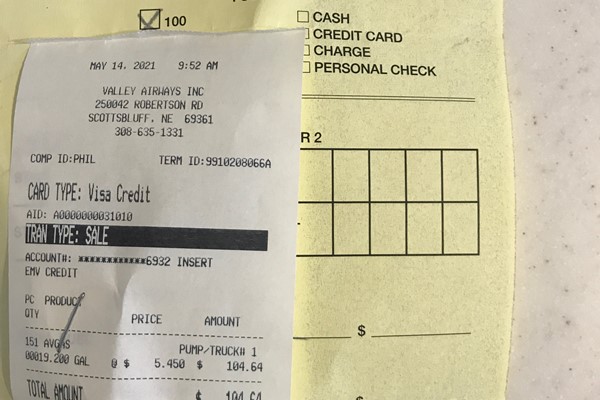 100
CASH
CREDIT CARD
CHARGE
PERSONAL CHECK
R 2
$
MAY 14, 2021 9:52 AM
VALLEY AIRWAYS INC
250042 ROBERTSON RD
SCOTTSBLUFF, NE 69361
308-635-1331
COMP ID:PHIL TERM ID:9910208066A
CARD TYPE: Visa Credit
AID: A0000000031010
TRAN TYPE: SALE
ACCOUNT#: ************6932 INSERT
EMV CREDIT
PC PRODUCT
QTY PRICE AMOUNT
151 AVGAS PUMP/TRUCK# 1
00019.200 GAL @ $ 5.450 $ 104.64
TOTAL AMOUNT $ 104.64